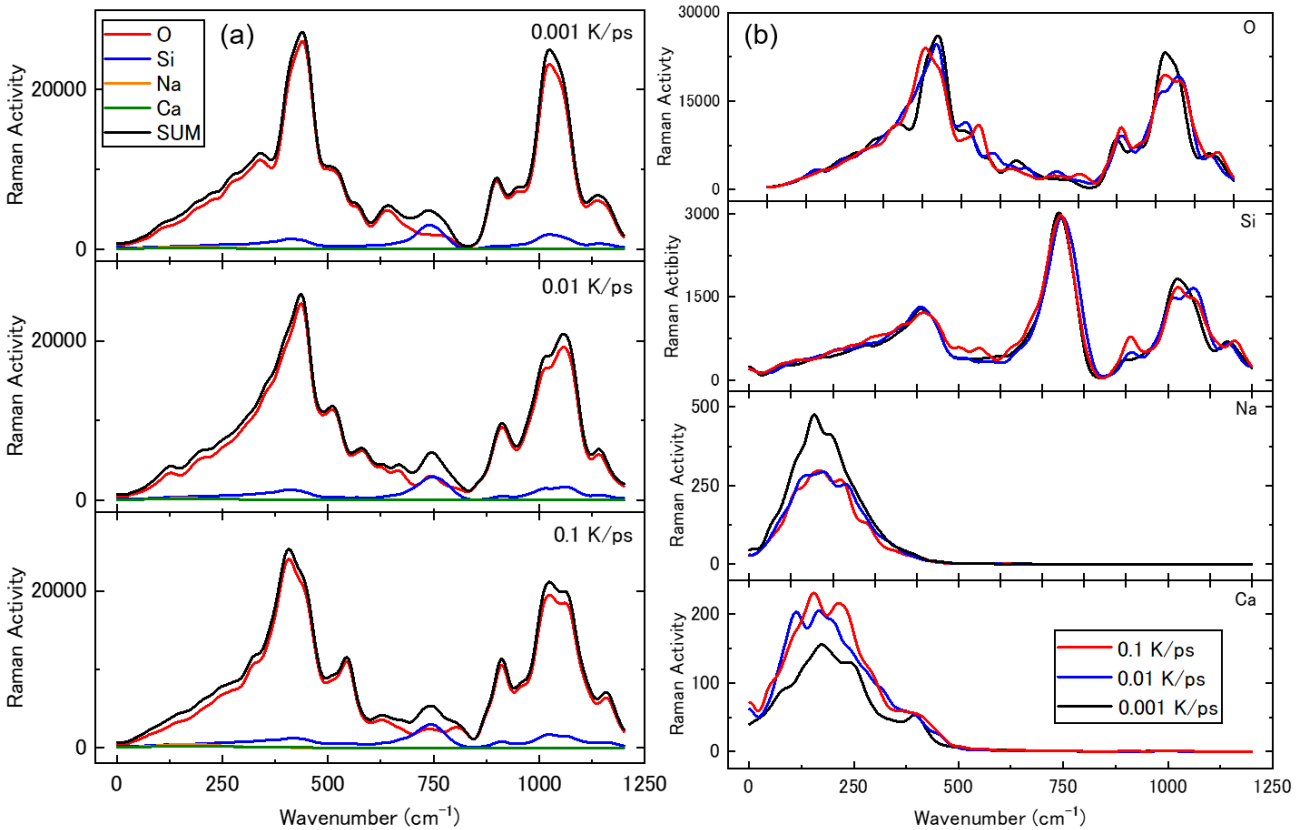 (a)
0.001 K/ps
O
Si
Na
Ca
SUM
20000
0
Raman Activity
0.01 K/ps
20000
0
Raman Activity
0.1 K/ps
20000
0
Raman Activity
0 250 500 750 1000 1250
Wavenumber (cm⁻¹)
(b)
O
30000
15000
0
Raman Activty
Si
3000
1500
0
Raman Actibity
Na
500
250
0
Raman Activity
Ca
200
100
0
Raman Activity
0.1 K/ps
0.01 K/ps
0.001 K/ps
0 250 500 750 1000 1250
Wavenumber (cm⁻¹)